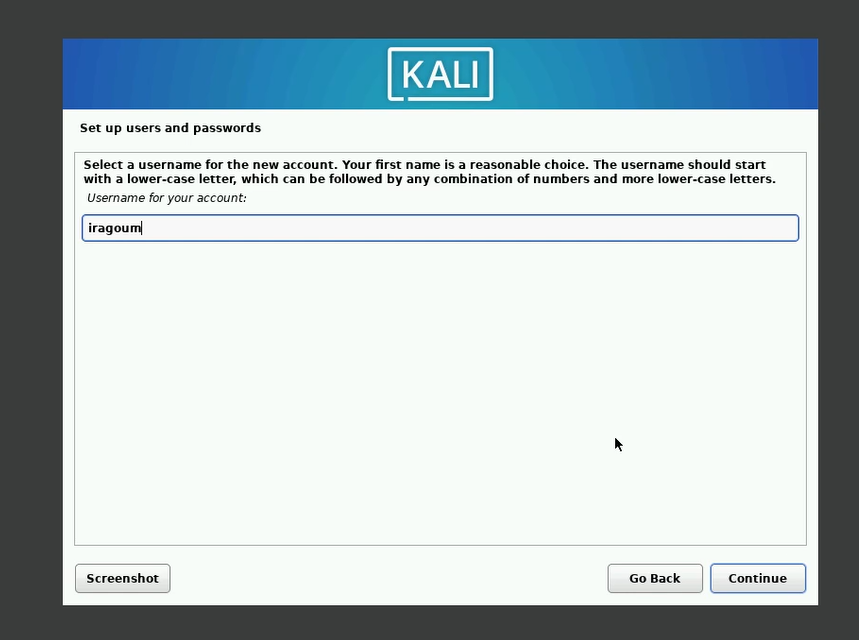 KALI
Set up users and passwords
Select a username for the new account. Your first name is a reasonable choice. The username should start
with a lower-case letter, which can be followed by any combination of numbers and more lower-case letters.
Username for your account:
iragoum
Screenshot
Go Back
Continue